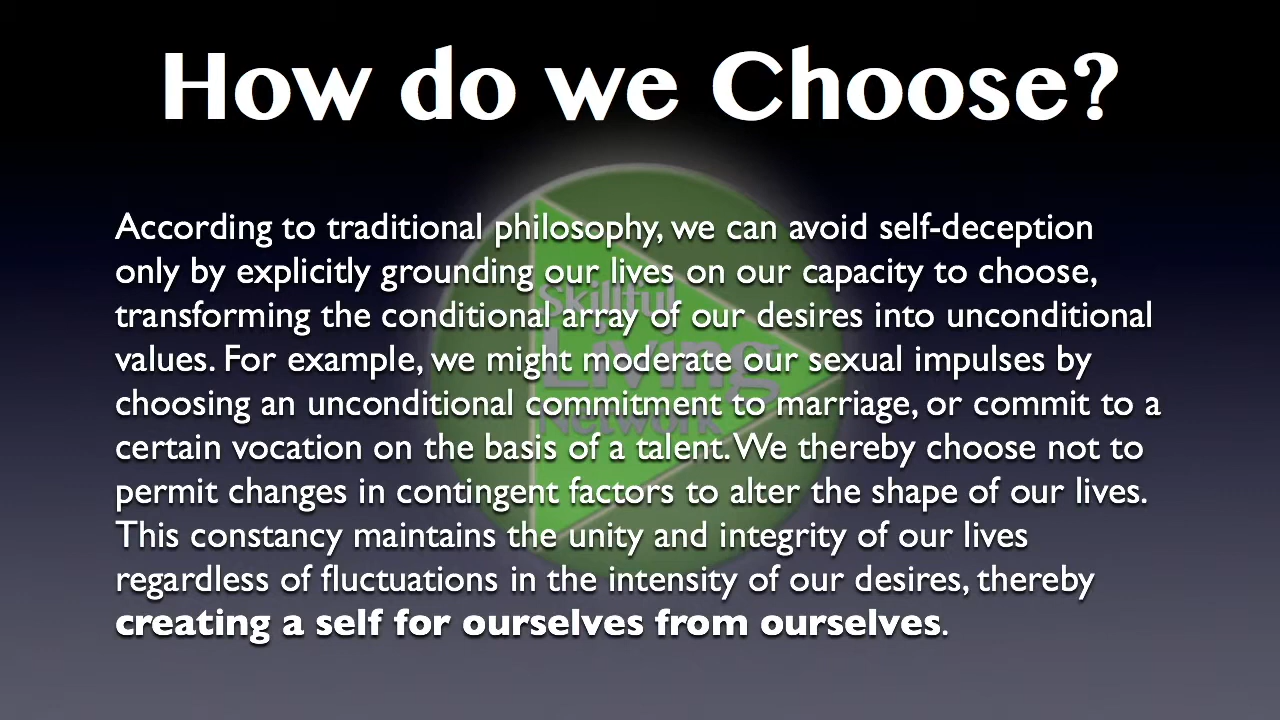 How do we Choose?
According to traditional philosophy, we can avoid self-deception
only by explicitly grounding our lives on our capacity to choose,
transforming the conditional array of our desires into unconditional
values. For example, we might moderate our sexual impulses by
choosing an unconditional commitment to marriage, or commit to a
certain vocation on the basis of a talent. We thereby choose not to
permit changes in contingent factors to alter the shape of our lives.
This constancy maintains the unity and integrity of our lives
regardless of fluctuations in the intensity of our desires, thereby
creating a self for ourselves from ourselves.
Skillful
Living
Network